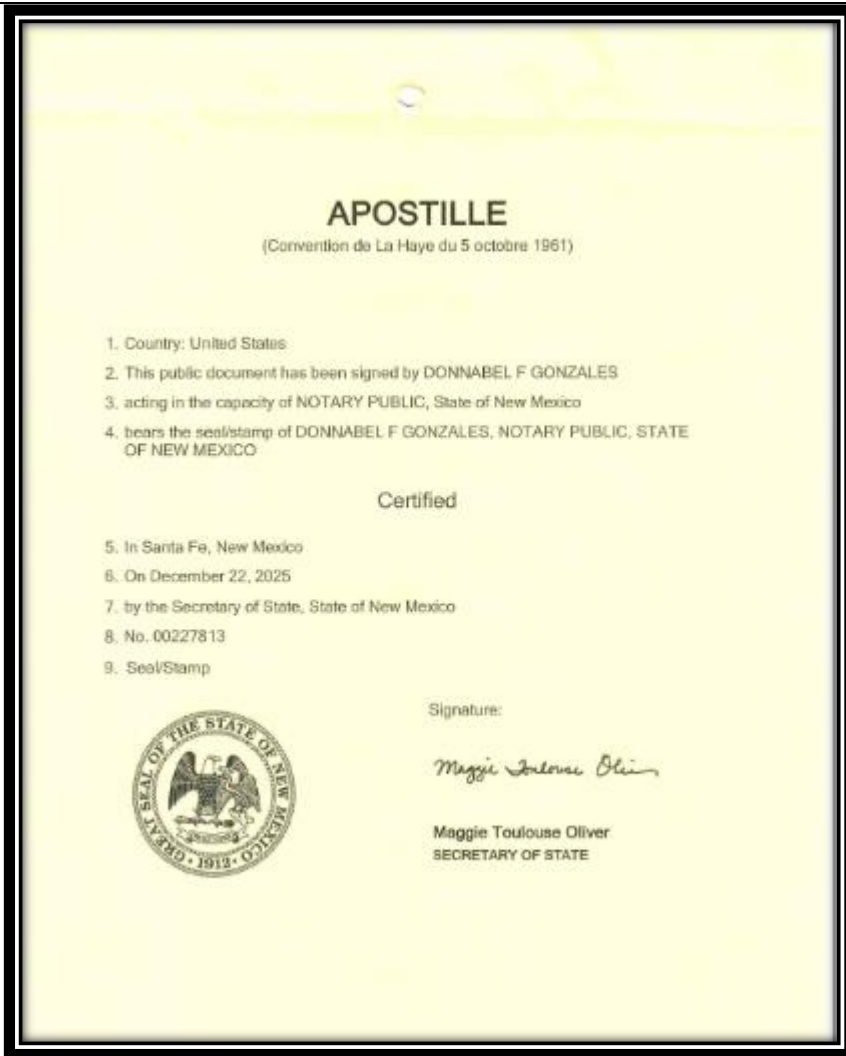 APOSTILLE
(Convention de La Haye du 5 octobre 1961)
1. Country: United States
2. This public document has been signed by DONNABEL F GONZALES
3. acting in the capacity of NOTARY PUBLIC, State of New Mexico
4. bears the seal/stamp of DONNABEL F GONZALES, NOTARY PUBLIC, STATE
OF NEW MEXICO
Certified
5. In Santa Fe, New Mexico
6. On December 22, 2025
7. by the Secretary of State, State of New Mexico
8. No. 00227813
9. Seal/Stamp
GREAT SEAL OF THE STATE OF NEW MEXICO
• 1912 •
Signature:
Maggie Toulouse Oliver
Maggie Toulouse Oliver
SECRETARY OF STATE